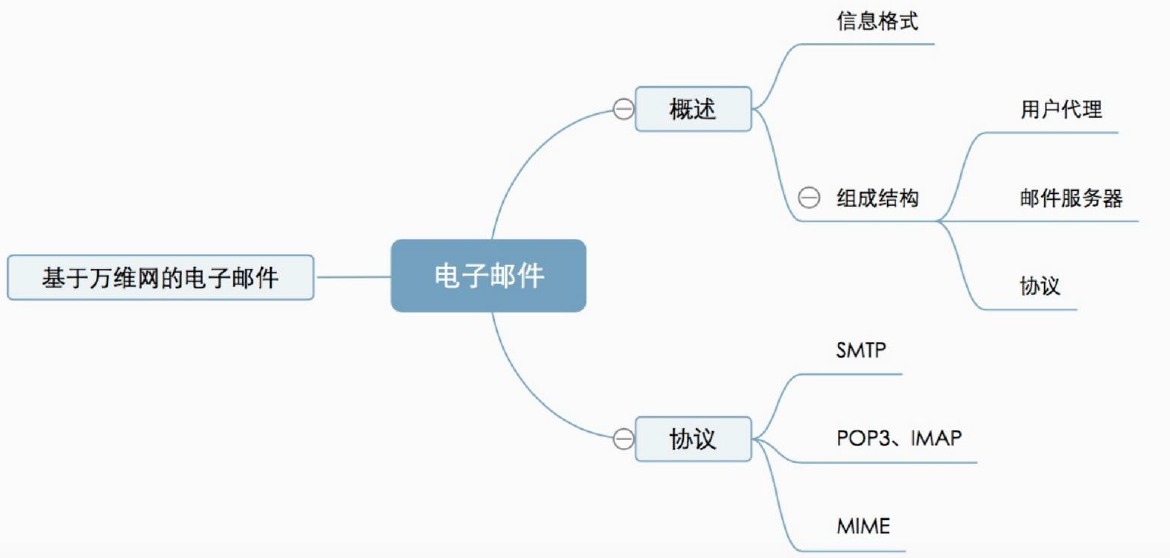 信息格式
概述
用户代理
组成结构
邮件服务器
基于万维网的电子邮件
电子邮件
协议
SMTP
协议
POP3、IMAP
MIME